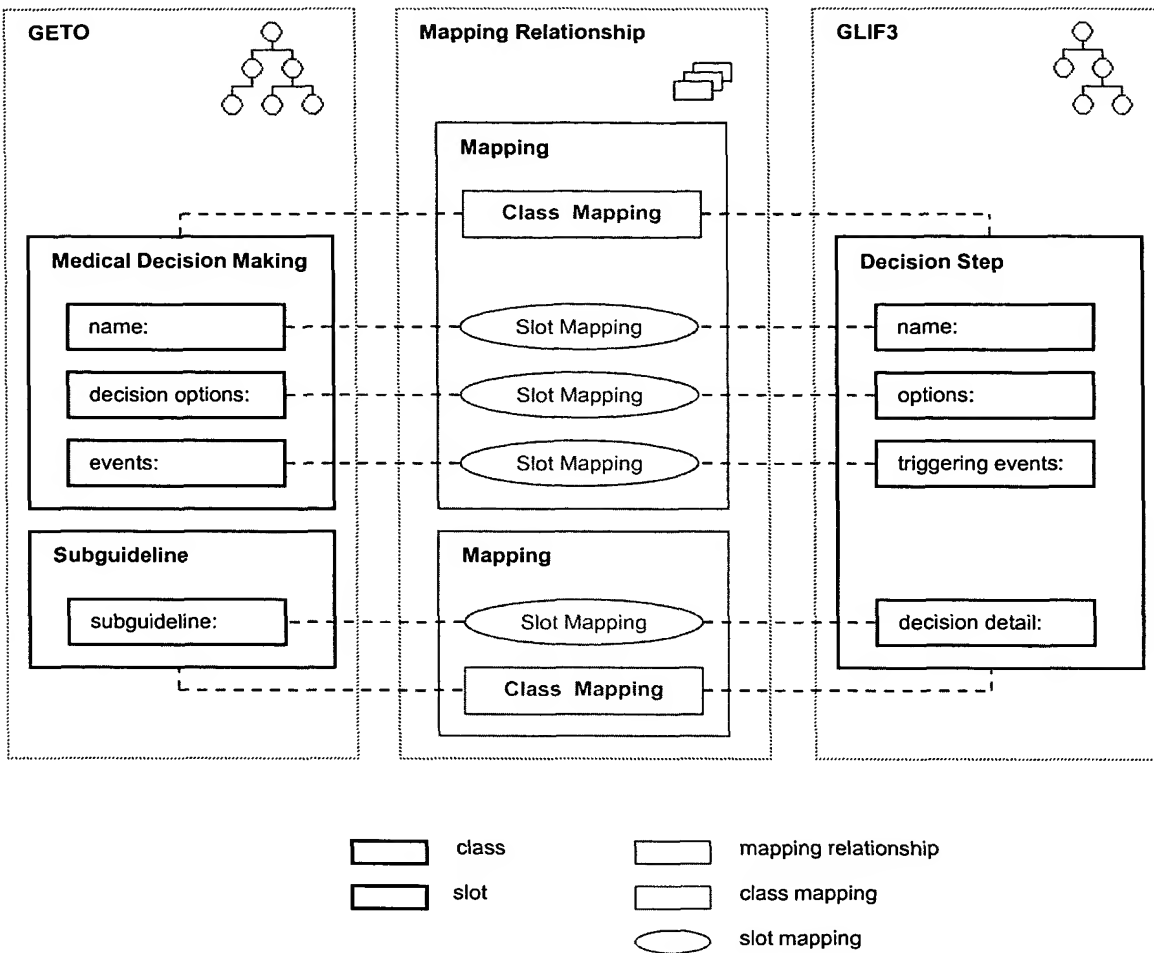 GETO
Mapping Relationship
GLIF3
Mapping
Class Mapping
Medical Decision Making
Decision Step
name:
Slot Mapping
name:
decision options:
Slot Mapping
options:
events:
Slot Mapping
triggering events:
Subguideline
Mapping
subguideline:
Slot Mapping
decision detail:
Class Mapping
class
mapping relationship
slot
class mapping
slot mapping